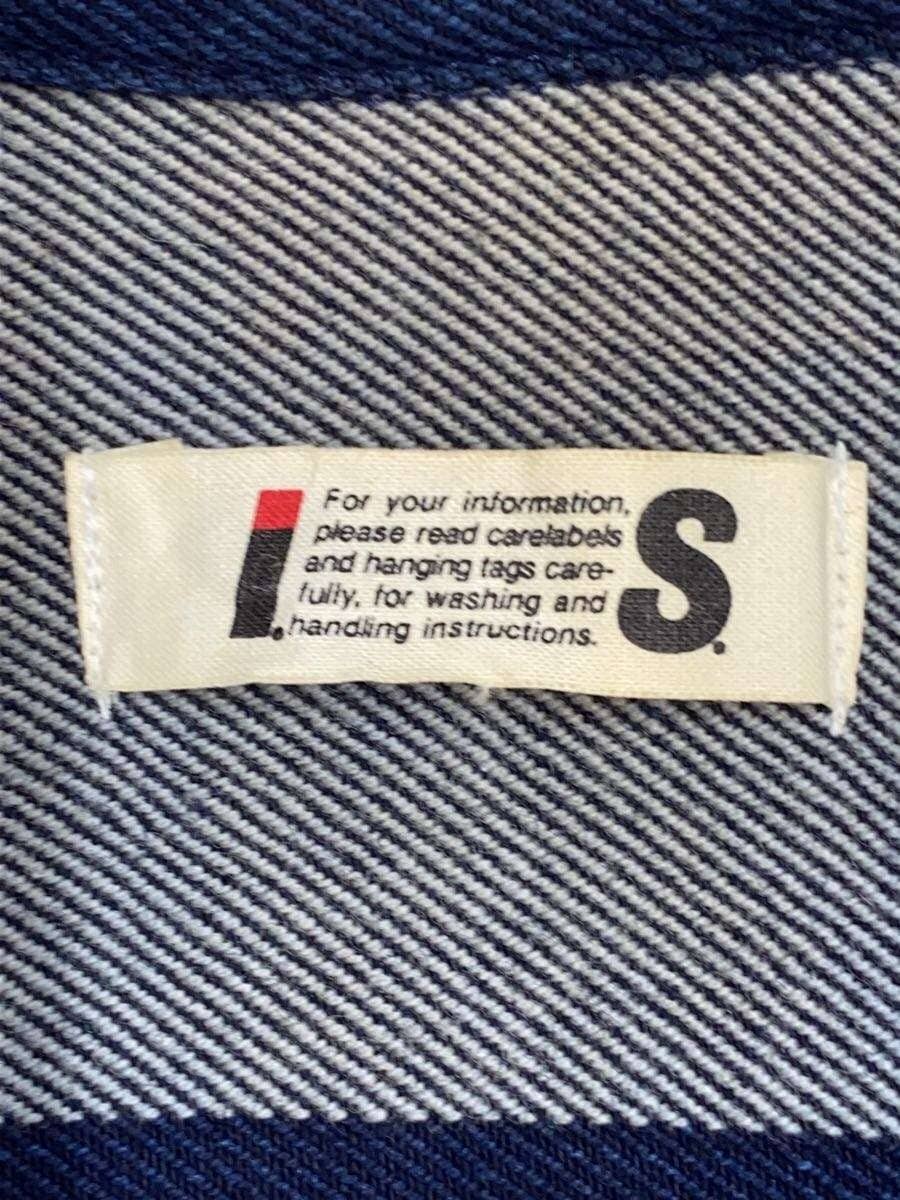 I.
For your information,
please read carelabels
and hanging tags care-
fully, for washing and
handling instructions.
S.